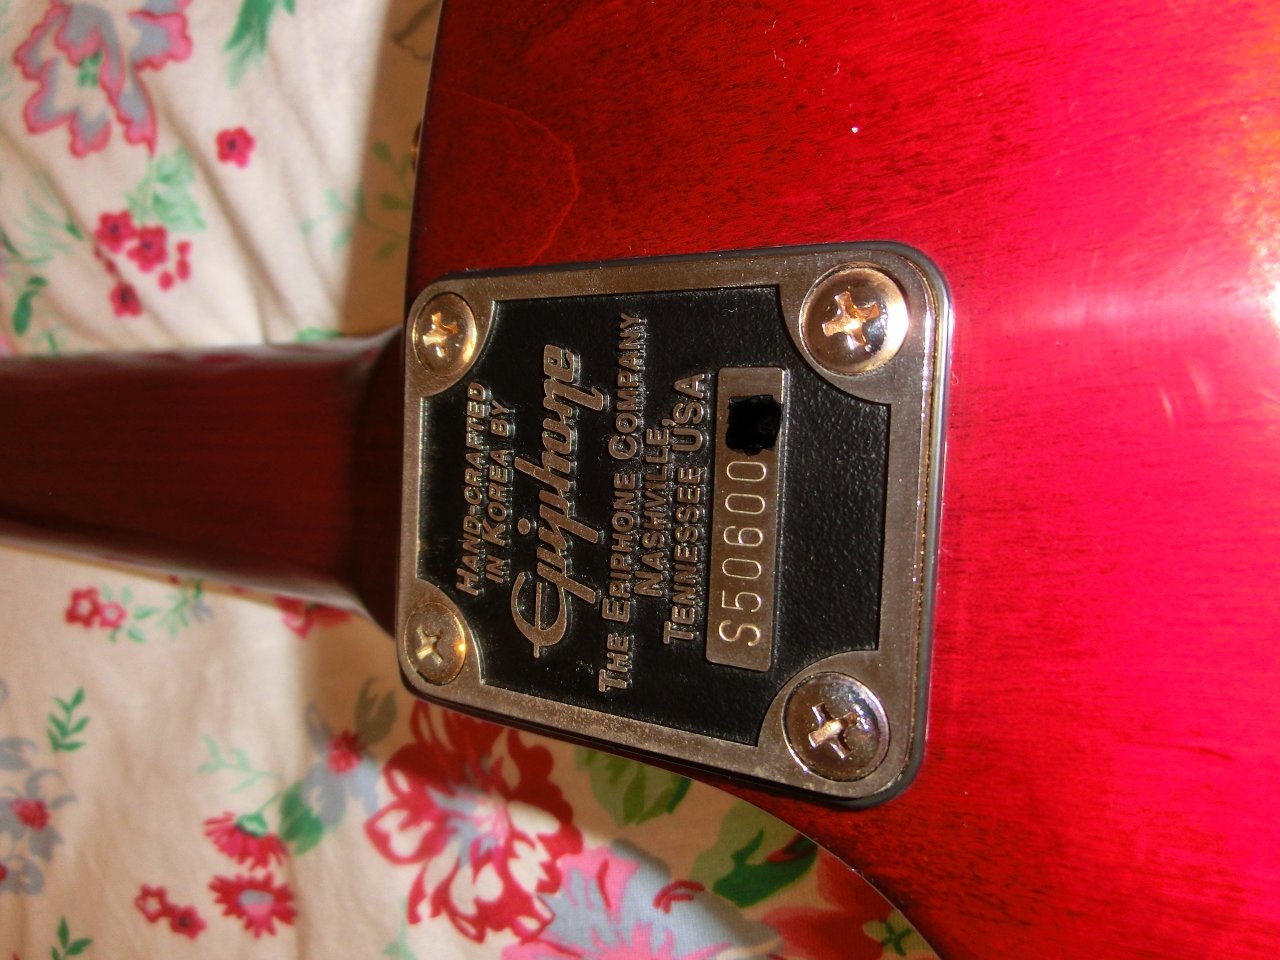 HAND-CRAFTED
IN KOREA BY
Epiphone
THE EPIPHONE COMPANY
NASHVILLE,
TENNESSEE USA
S50600